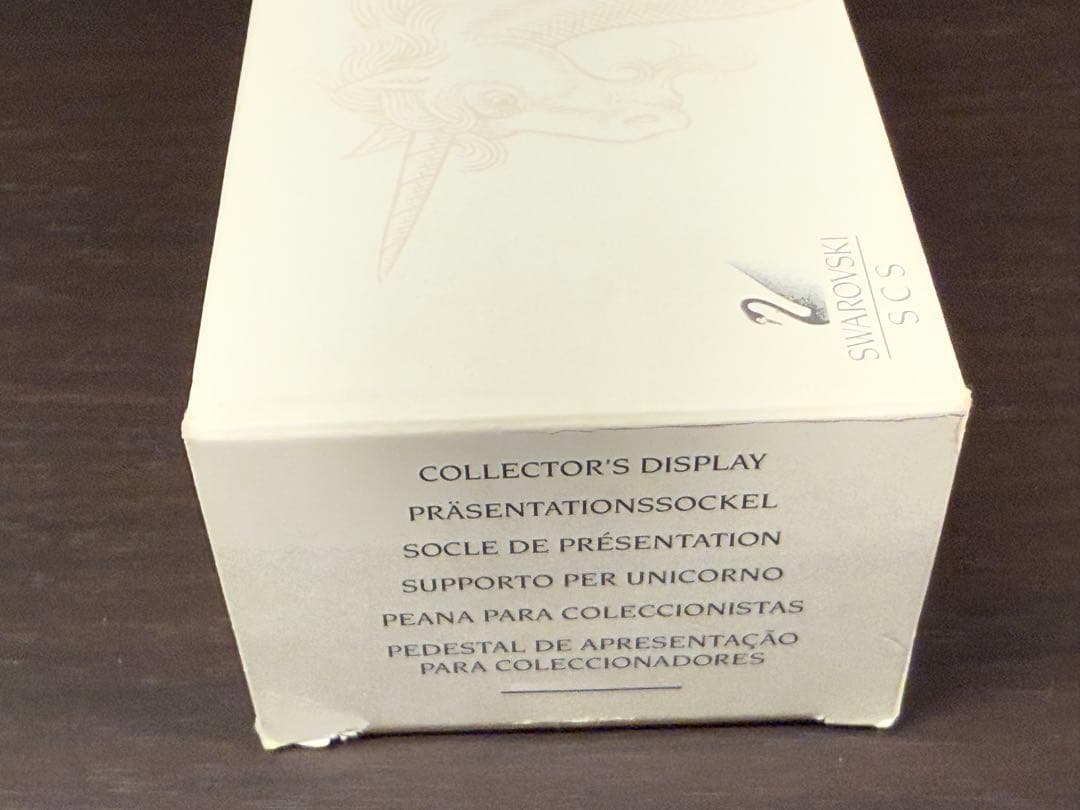 SWAROVSKI
SCS
COLLECTOR'S DISPLAY
PRÄSENTATIONSSOCKEL
SOCLE DE PRÉSENTATION
SUPPORTO PER UNICORNO
PEANA PARA COLECCIONISTAS
PEDESTAL DE APRESENTAÇÃO
PARA COLECCIONADORES